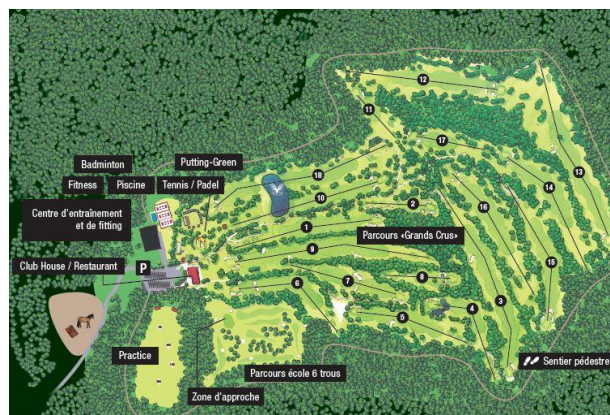 12
11
17
Putting-Green
Badminton
18
13
14
Fitness
Piscine
Tennis / Padel
16
10
2
Centre d'entraînement
et de fitting
1
Parcours «Grands Crus»
9
15
Club House / Restaurant
P
7
8
6
3
4
5
Practice
Sentier pédestre
Parcours école 6 trous
Zone d'approche